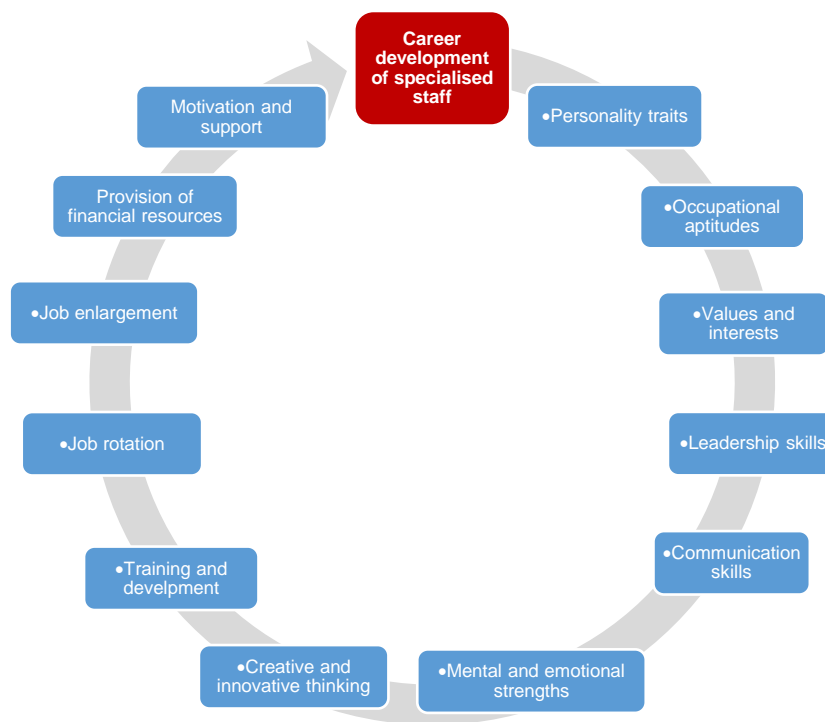 Career
development
of specialised
staff
•Personality traits
•Occupational
aptitudes
•Values and
interests
•Leadership skills
•Communication
skills
•Mental and emotional
strengths
•Creative and
innovative thinking
•Training and
develpment
•Job rotation
•Job enlargement
Provision of
financial resources
Motivation and
support